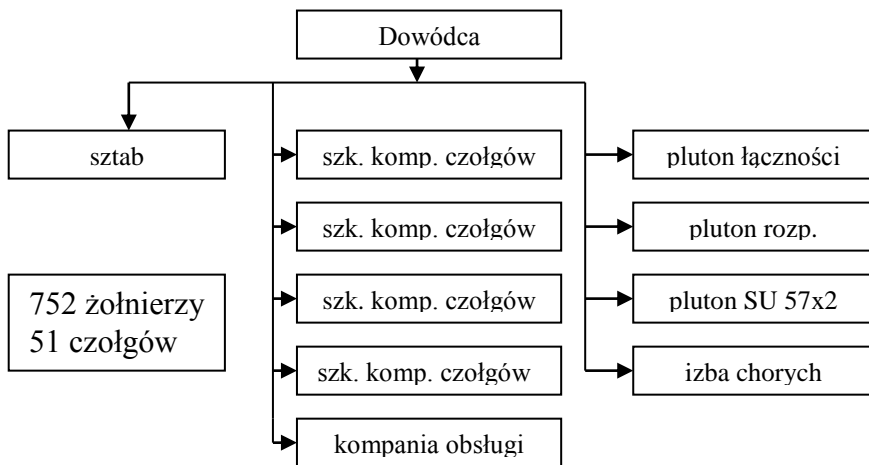 Dowódca
sztab
szk. komp. czołgów
pluton łączności
szk. komp. czołgów
pluton rozp.
752 żołnierzy
51 czołgów
szk. komp. czołgów
pluton SU 57x2
szk. komp. czołgów
izba chorych
kompania obsługi